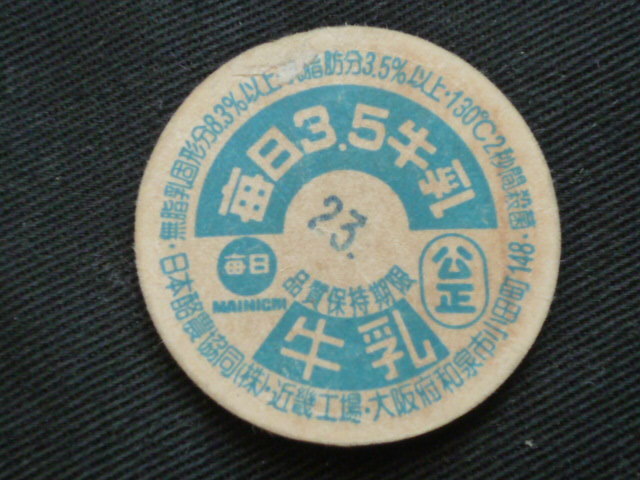 無脂乳固形分8.3%以上・乳脂肪分3.5%以上・130℃2秒間殺菌
毎日3.5牛乳
23.
毎日
MAINICHI
公正
品質保持期限
牛乳
・日本酪農協同(株)・近畿工場・大阪府和泉市小田町148・